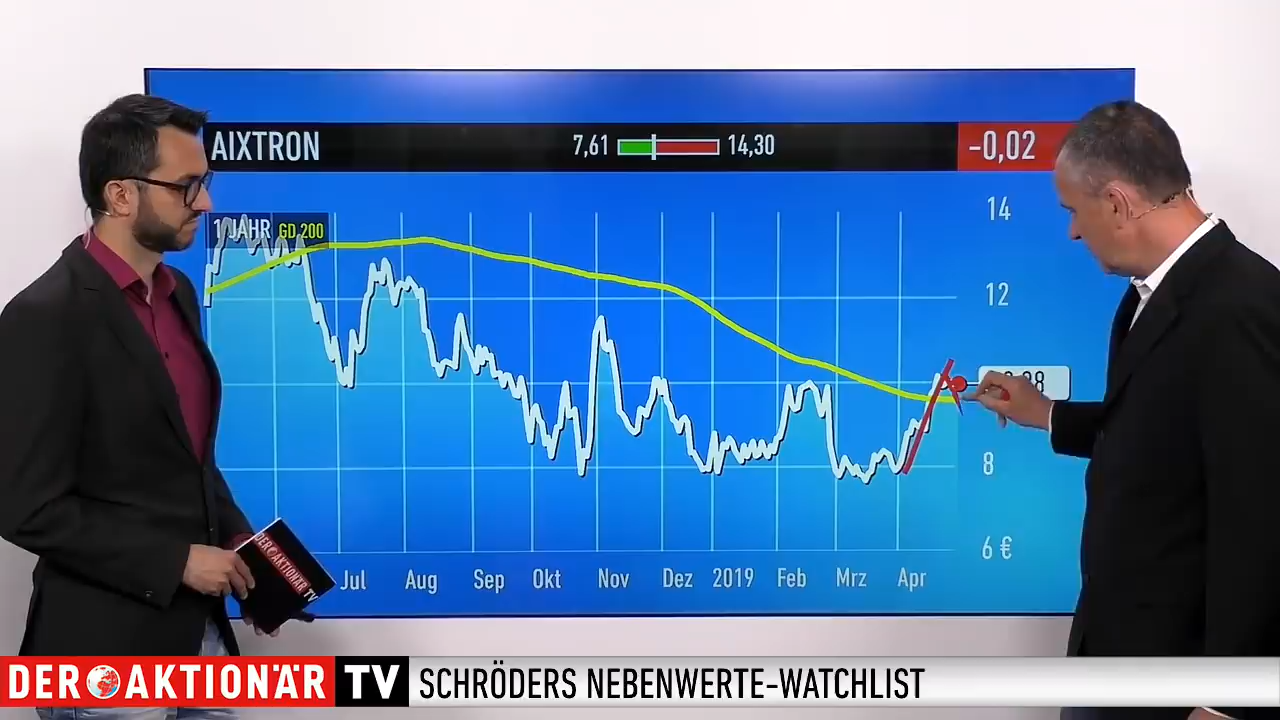 AIXTRON
7,61
14,30
-0,02
1 JAHR GD 200
14
12
8
6 €
Jul Aug Sep Okt Nov Dez 2019 Feb Mrz Apr
DER AKTIONÄR TV
DER AKTIONÄR TV SCHRÖDERS NEBENWERTE-WATCHLIST